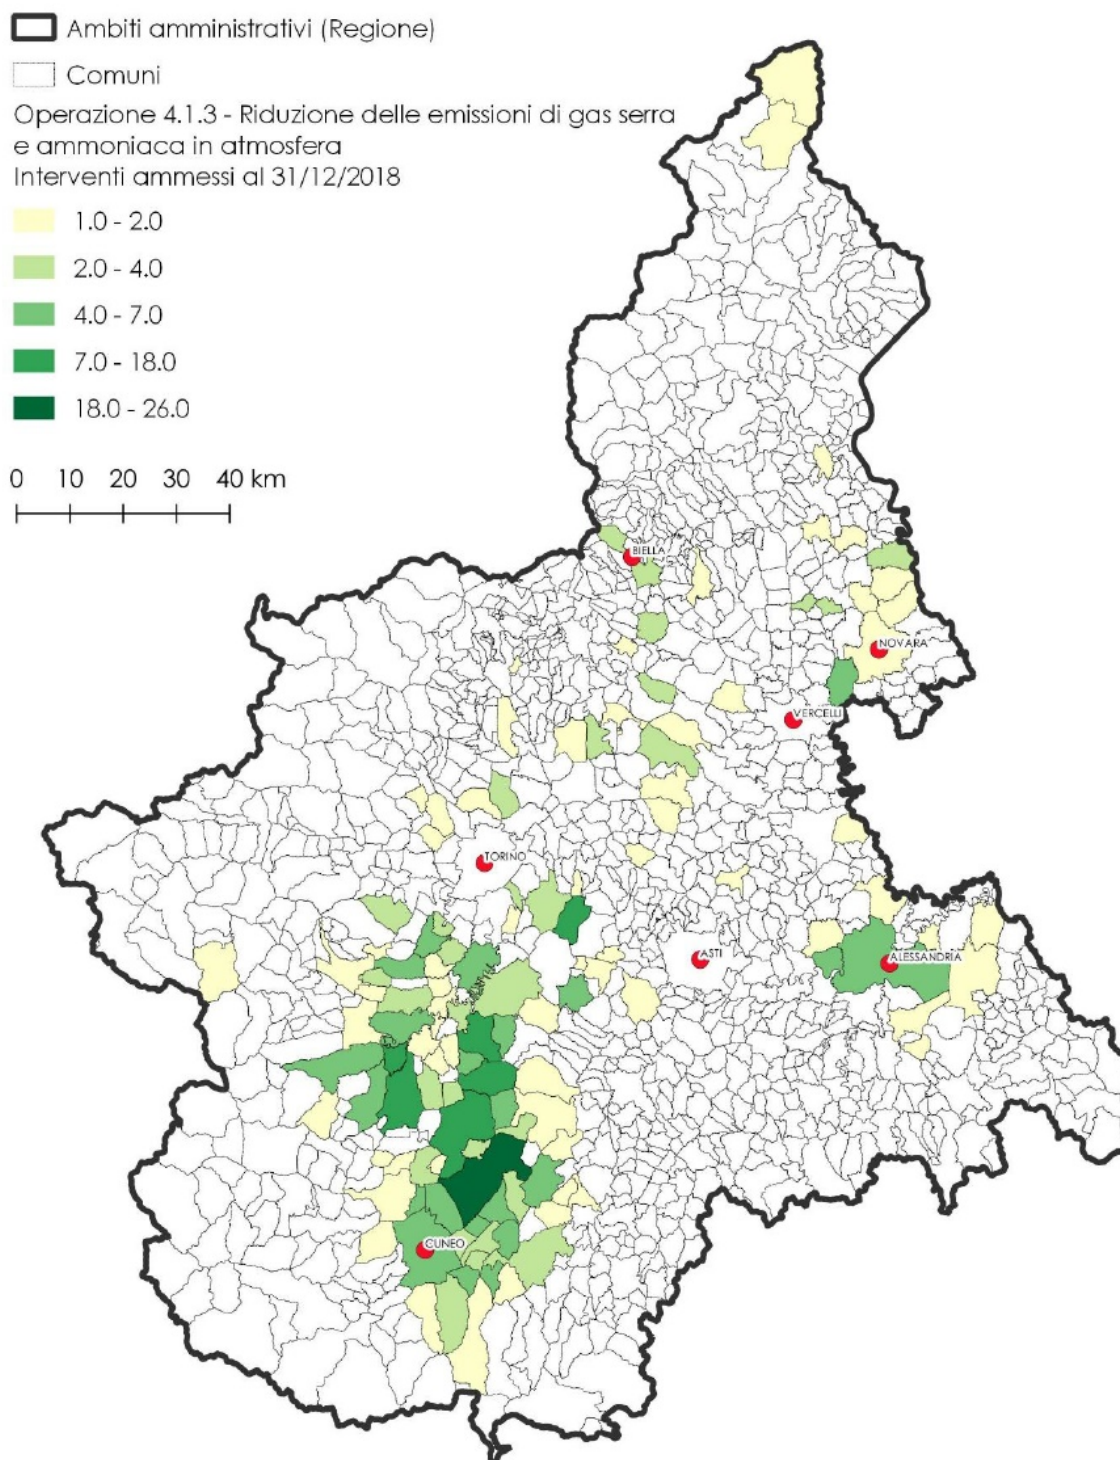 Ambiti amministrativi (Regione)
Comuni
Operazione 4.1.3 - Riduzione delle emissioni di gas serra
e ammoniaca in atmosfera
Interventi ammessi al 31/12/2018
1.0 - 2.0
2.0 - 4.0
4.0 - 7.0
7.0 - 18.0
18.0 - 26.0
0 10 20 30 40 km
BIELLA
NOVARA
VERCELLI
TORINO
ASTI
ALESSANDRIA
CUNEO